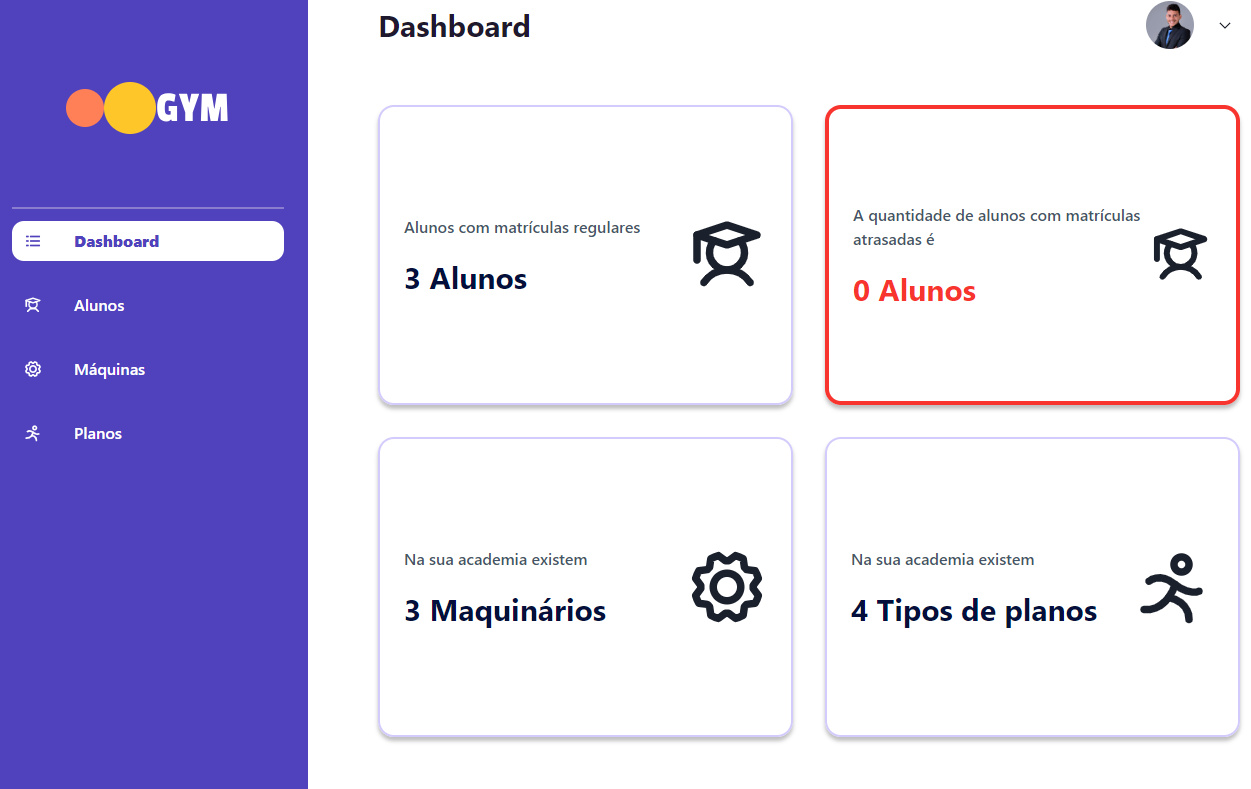 Dashboard
GYM
Dashboard
Alunos
Máquinas
Planos
Alunos com matrículas regulares
3 Alunos
A quantidade de alunos com matrículas
atrasadas é
0 Alunos
Na sua academia existem
3 Maquinários
Na sua academia existem
4 Tipos de planos